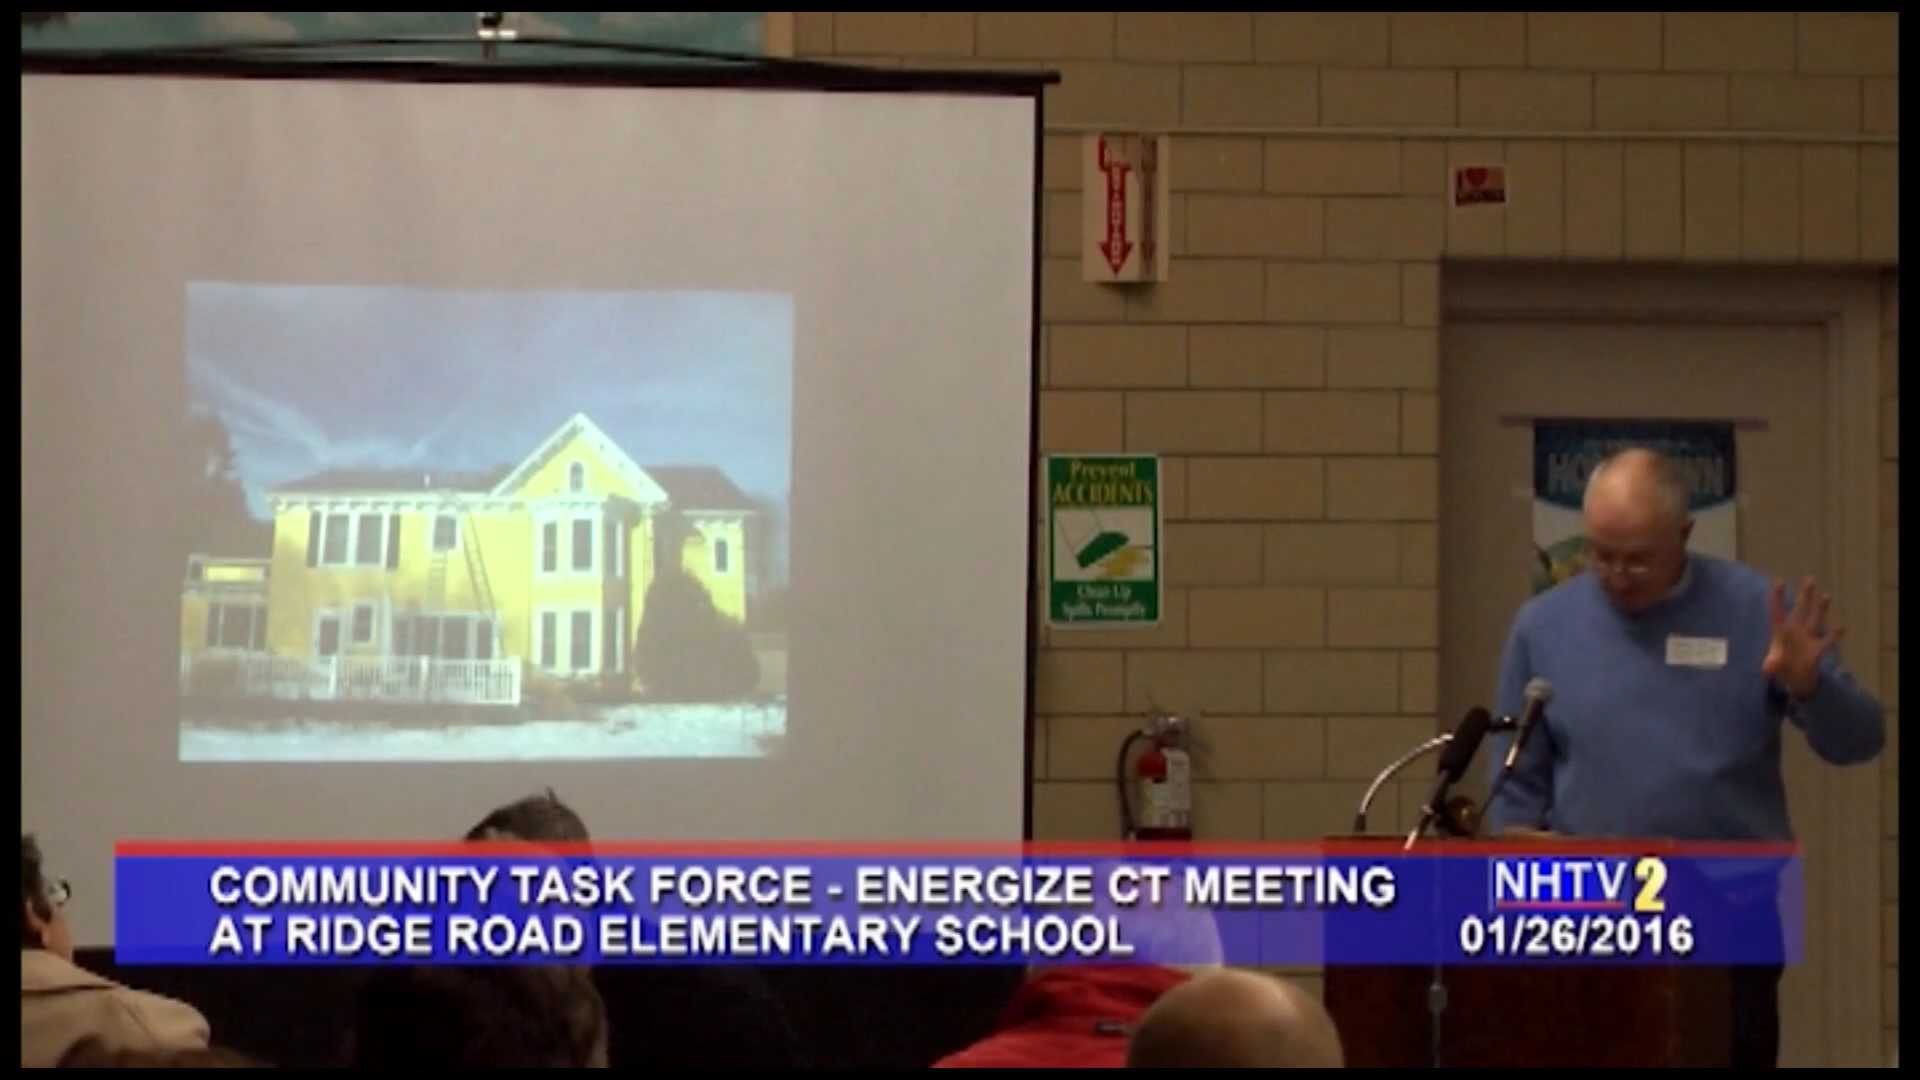 Prevent
ACCIDENTS
Clean Up
Spills Promptly
COMMUNITY TASK FORCE - ENERGIZE CT MEETING
AT RIDGE ROAD ELEMENTARY SCHOOL
NHTV2
01/26/2016